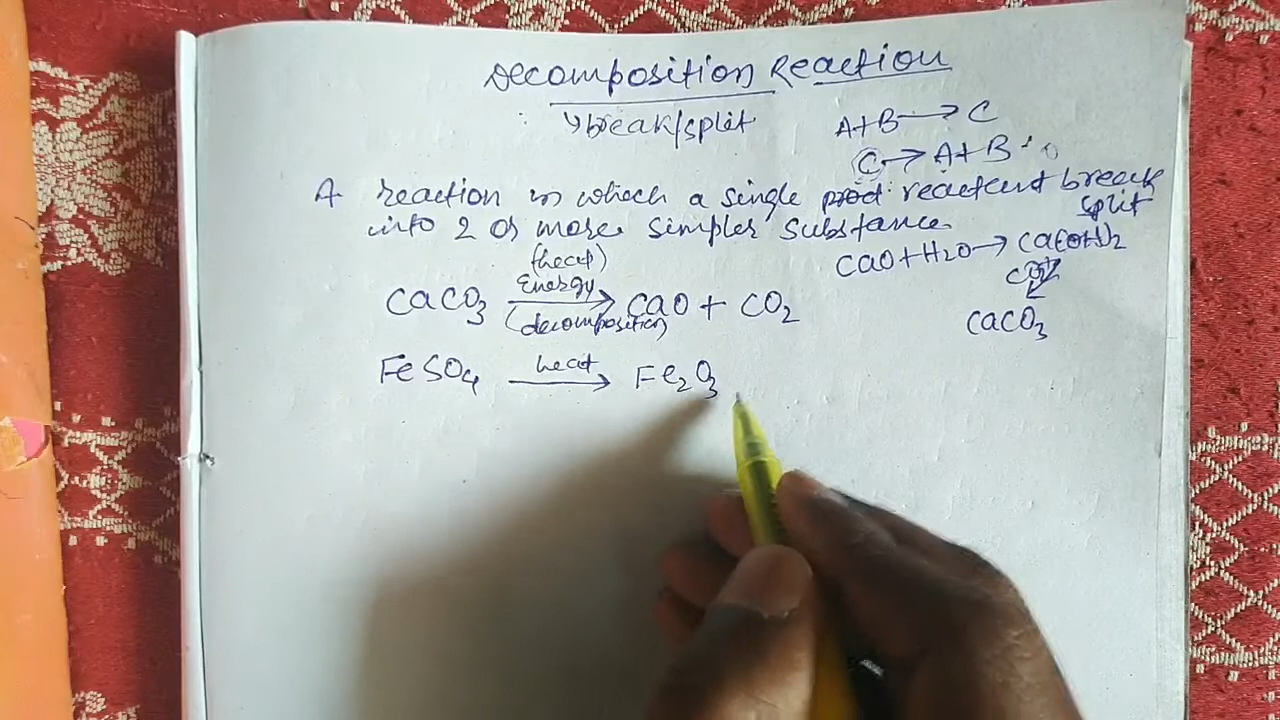 Decomposition Reaction
↳ break/split
A+B → C
C → A+B
A reaction in which a single prod: reactant break
split
into 2 or more simpler substance
CaO+H2O → Ca(OH)2
(heat)
Energy
CaCO3 → CaO + CO2
(decomposition)
CaCO3
heat
FeSO4 → Fe2O3